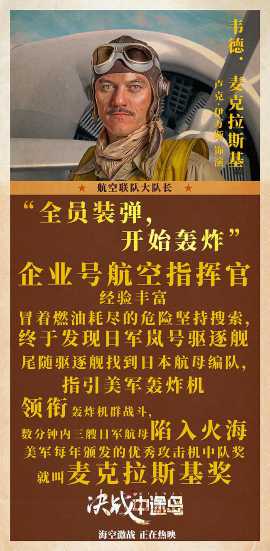 韦德·麦克拉斯基
卢克·伊万斯 饰演
航空联队大队长
“全员装弹,
开始轰炸”
企业号航空指挥官
经验丰富
冒着燃油耗尽的危险坚持搜索,
终于发现日军岚号驱逐舰
尾随驱逐舰找到日本航母编队,
指引美军轰炸机
领衔轰炸机群战斗,
数分钟内三艘日军航母陷入火海
美军每年颁发的优秀攻击机中队奖
就叫麦克拉斯基奖
决战中途岛
海空激战 正在热映